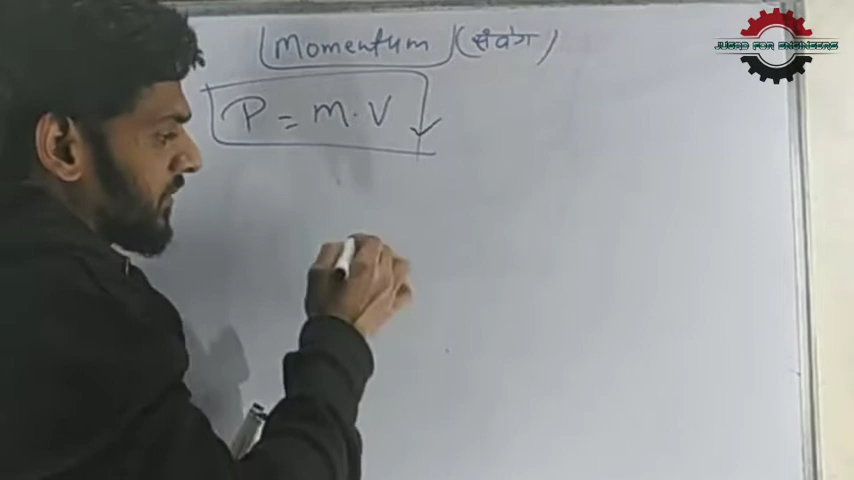 Momentum (संवेग)
P = m.V
JUGAD FOR ENGINEERS